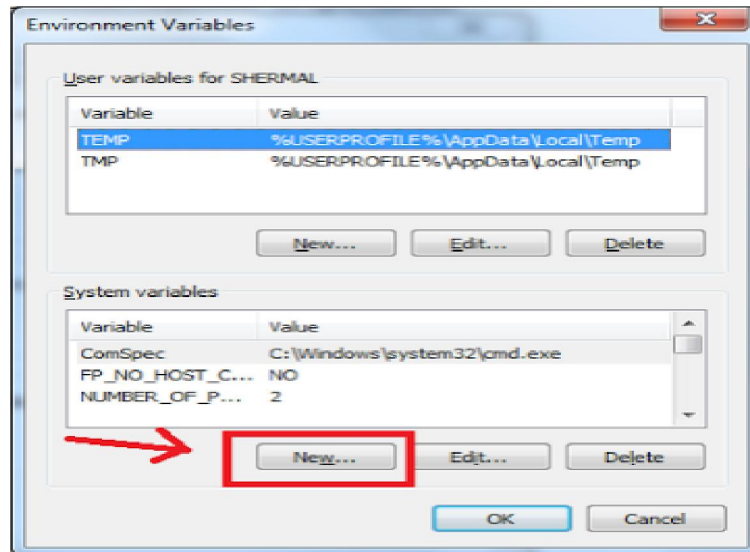 Environment Variables
User variables for SHERMAL
Variable Value
TEMP %USERPROFILE%\AppData\Local\Temp
TMP %USERPROFILE%\AppData\Local\Temp
New... Edit... Delete
System variables
Variable Value
ComSpec C:\Windows\system32\cmd.exe
FP_NO_HOST_C... NO
NUMBER_OF_P... 2
New... Edit... Delete
OK Cancel